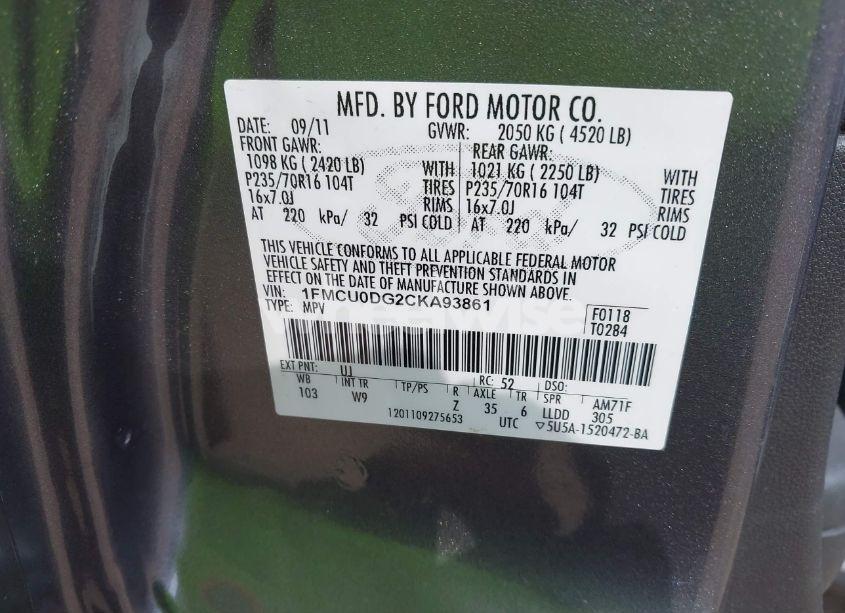 MFD. BY FORD MOTOR CO.
DATE: 09/11 GVWR: 2050 KG ( 4520 LB)
FRONT GAWR: REAR GAWR:
1098 KG ( 2420 LB) WITH 1021 KG ( 2250 LB) WITH
P235/70R16 104T TIRES P235/70R16 104T TIRES
16x7.0J RIMS 16x7.0J RIMS
AT 220 kPa/ 32 PSI COLD AT 220 kPa/ 32 PSI COLD
THIS VEHICLE CONFORMS TO ALL APPLICABLE FEDERAL MOTOR
VEHICLE SAFETY AND THEFT PREVENTION STANDARDS IN
EFFECT ON THE DATE OF MANUFACTURE SHOWN ABOVE.
VIN: 1FMCU0DG2CKA93861 F0118
TYPE: MPV T0284
EXT PNT: UJ RC: 52 DSO:
WB INT TR TP/PS R AXLE TR SPR AM71F
103 W9 Z 35 6 LLDD 305
1201109275653 UTC ▽5U5A-1520472-BA